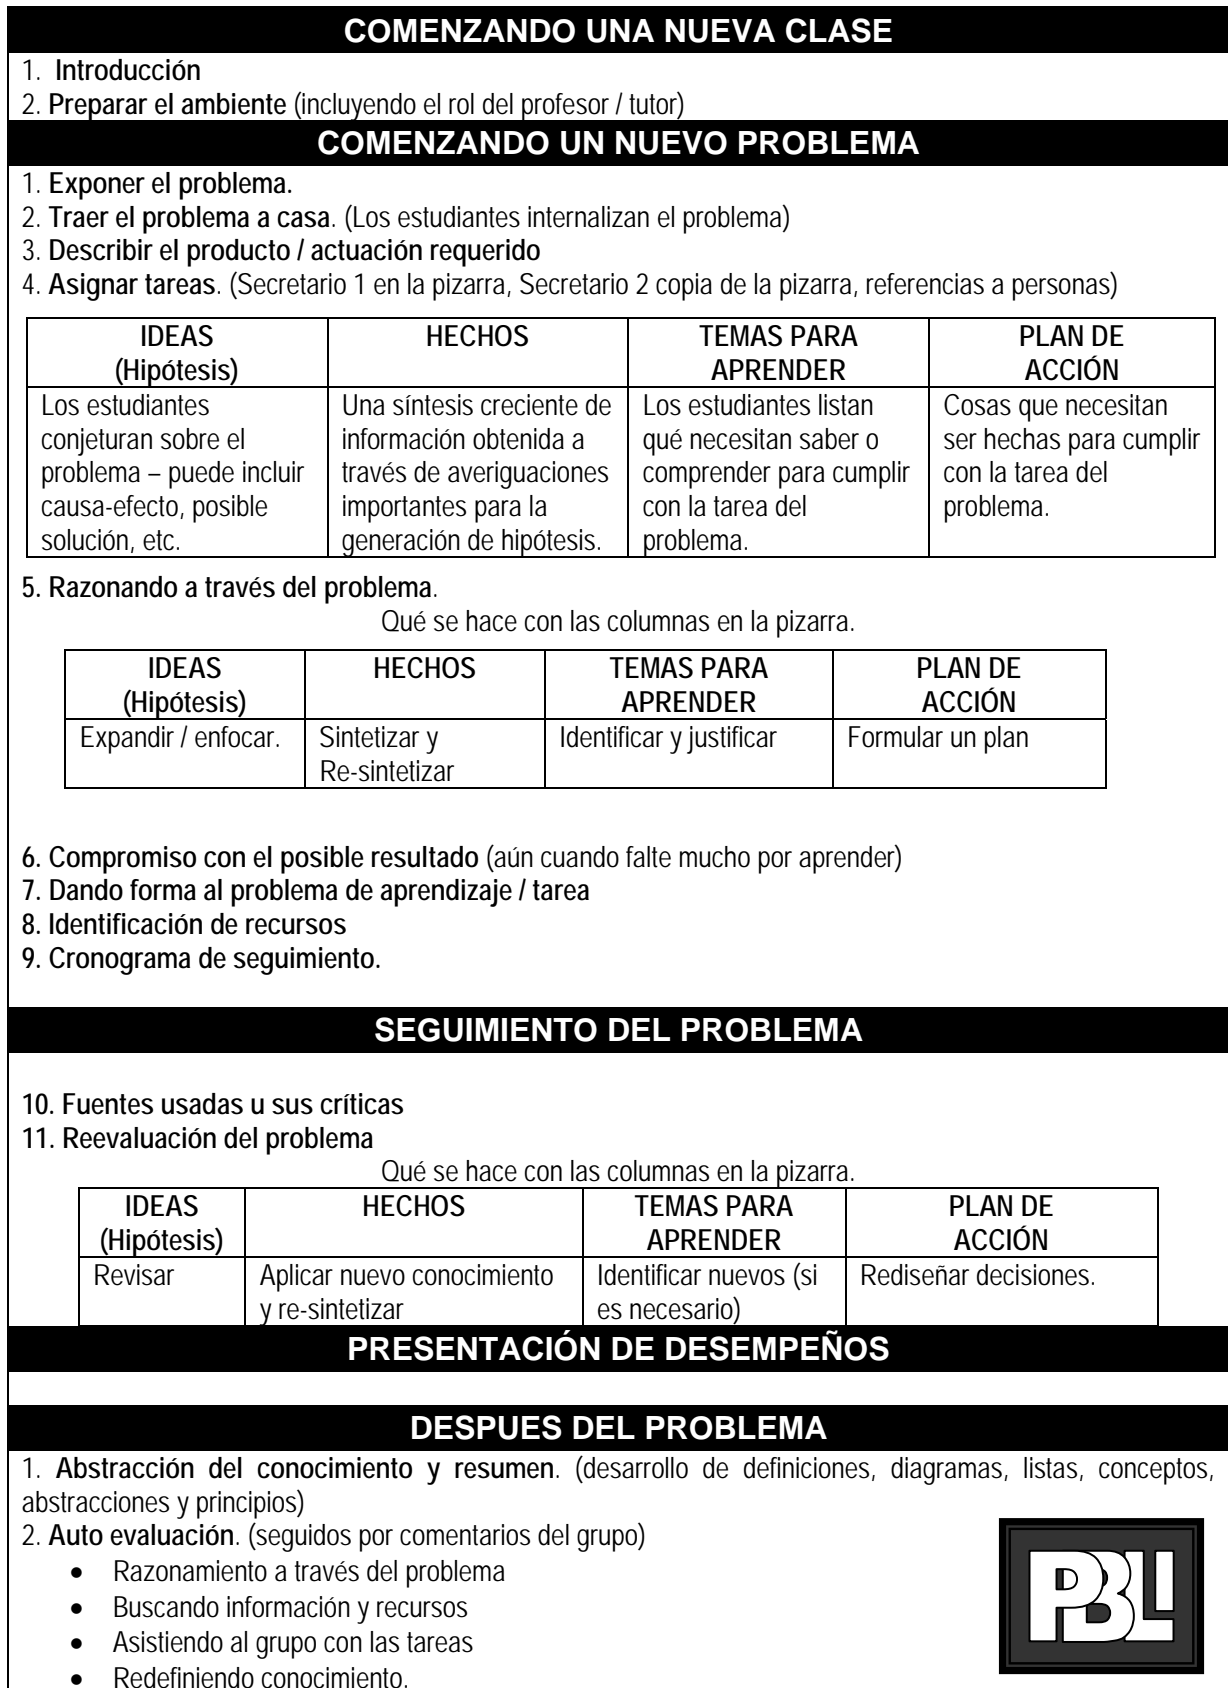 COMENZANDO UNA NUEVA CLASE
1. Introducción
2. Preparar el ambiente (incluyendo el rol del profesor / tutor)
COMENZANDO UN NUEVO PROBLEMA
1. Exponer el problema.
2. Traer el problema a casa. (Los estudiantes internalizan el problema)
3. Describir el producto / actuación requerido
4. Asignar tareas. (Secretario 1 en la pizarra, Secretario 2 copia de la pizarra, referencias a personas)
IDEAS
(Hipótesis)
HECHOS
TEMAS PARA
APRENDER
PLAN DE
ACCIÓN
Los estudiantes
conjeturan sobre el
problema – puede incluir
causa-efecto, posible
solución, etc.
Una síntesis creciente de
información obtenida a
través de averiguaciones
importantes para la
generación de hipótesis.
Los estudiantes listan
qué necesitan saber o
comprender para cumplir
con la tarea del
problema.
Cosas que necesitan
ser hechas para cumplir
con la tarea del
problema.
5. Razonando a través del problema.
Qué se hace con las columnas en la pizarra.
IDEAS
(Hipótesis)
HECHOS
TEMAS PARA
APRENDER
PLAN DE
ACCIÓN
Expandir / enfocar.
Sintetizar y
Re-sintetizar
Identificar y justificar
Formular un plan
6. Compromiso con el posible resultado (aún cuando falte mucho por aprender)
7. Dando forma al problema de aprendizaje / tarea
8. Identificación de recursos
9. Cronograma de seguimiento.
SEGUIMIENTO DEL PROBLEMA
10. Fuentes usadas u sus críticas
11. Reevaluación del problema
Qué se hace con las columnas en la pizarra.
IDEAS
(Hipótesis)
HECHOS
TEMAS PARA
APRENDER
PLAN DE
ACCIÓN
Revisar
Aplicar nuevo conocimiento
y re-sintetizar
Identificar nuevos (si
es necesario)
Rediseñar decisiones.
PRESENTACIÓN DE DESEMPEÑOS
DESPUES DEL PROBLEMA
1. Abstracción del conocimiento y resumen. (desarrollo de definiciones, diagramas, listas, conceptos,
abstracciones y principios)
2. Auto evaluación. (seguidos por comentarios del grupo)
• Razonamiento a través del problema
• Buscando información y recursos
• Asistiendo al grupo con las tareas
• Redefiniendo conocimiento.
PBLI